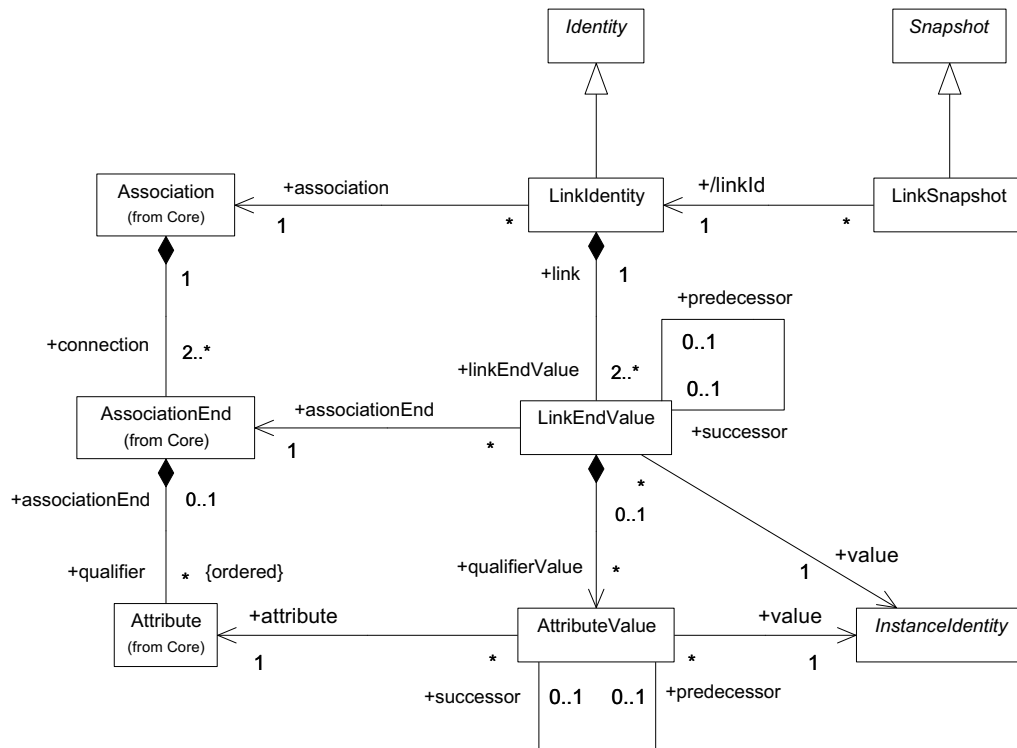 Identity
Snapshot
Association
(from Core)
+association
1
*
LinkIdentity
+/linkId
1
*
LinkSnapshot
1
+link
1
+predecessor
0..1
+connection
2..*
+linkEndValue
2..*
0..1
AssociationEnd
(from Core)
+associationEnd
1
*
LinkEndValue
+successor
+associationEnd
0..1
*
0..1
+value
1
+qualifier
*
{ordered}
+qualifierValue
*
Attribute
(from Core)
+attribute
1
*
AttributeValue
+value
*
1
InstanceIdentity
+successor
0..1
0..1
+predecessor